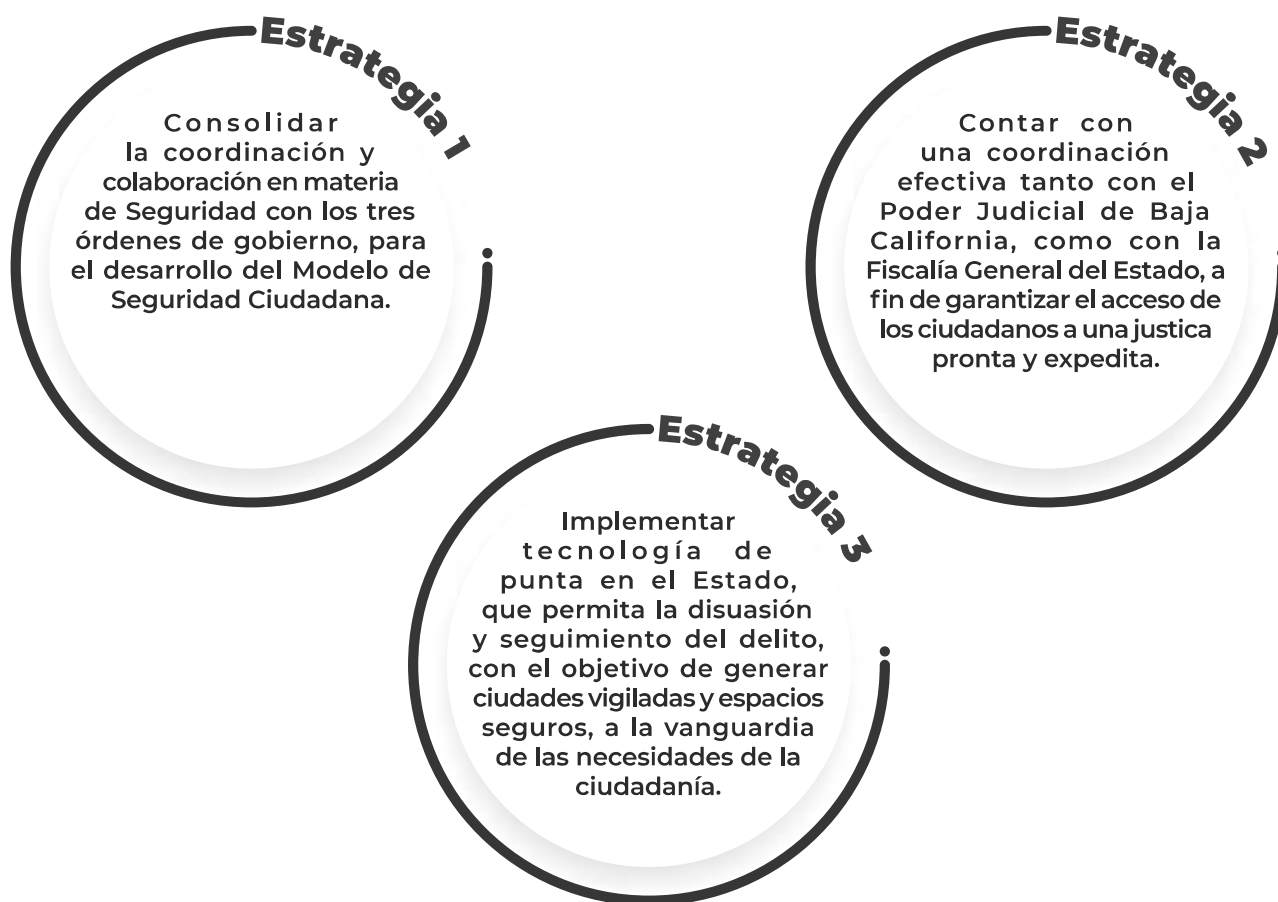 Estrategia 1
Consolidar
la coordinación y
colaboración en materia
de Seguridad con los tres
órdenes de gobierno, para
el desarrollo del Modelo de
Seguridad Ciudadana.
Estrategia 2
Contar con
una coordinación
efectiva tanto con el
Poder Judicial de Baja
California, como con la
Fiscalía General del Estado, a
fin de garantizar el acceso de
los ciudadanos a una justica
pronta y expedita.
Estrategia 3
Implementar
tecnología de
punta en el Estado,
que permita la disuasión
y seguimiento del delito,
con el objetivo de generar
ciudades vigiladas y espacios
seguros, a la vanguardia
de las necesidades de la
ciudadanía.